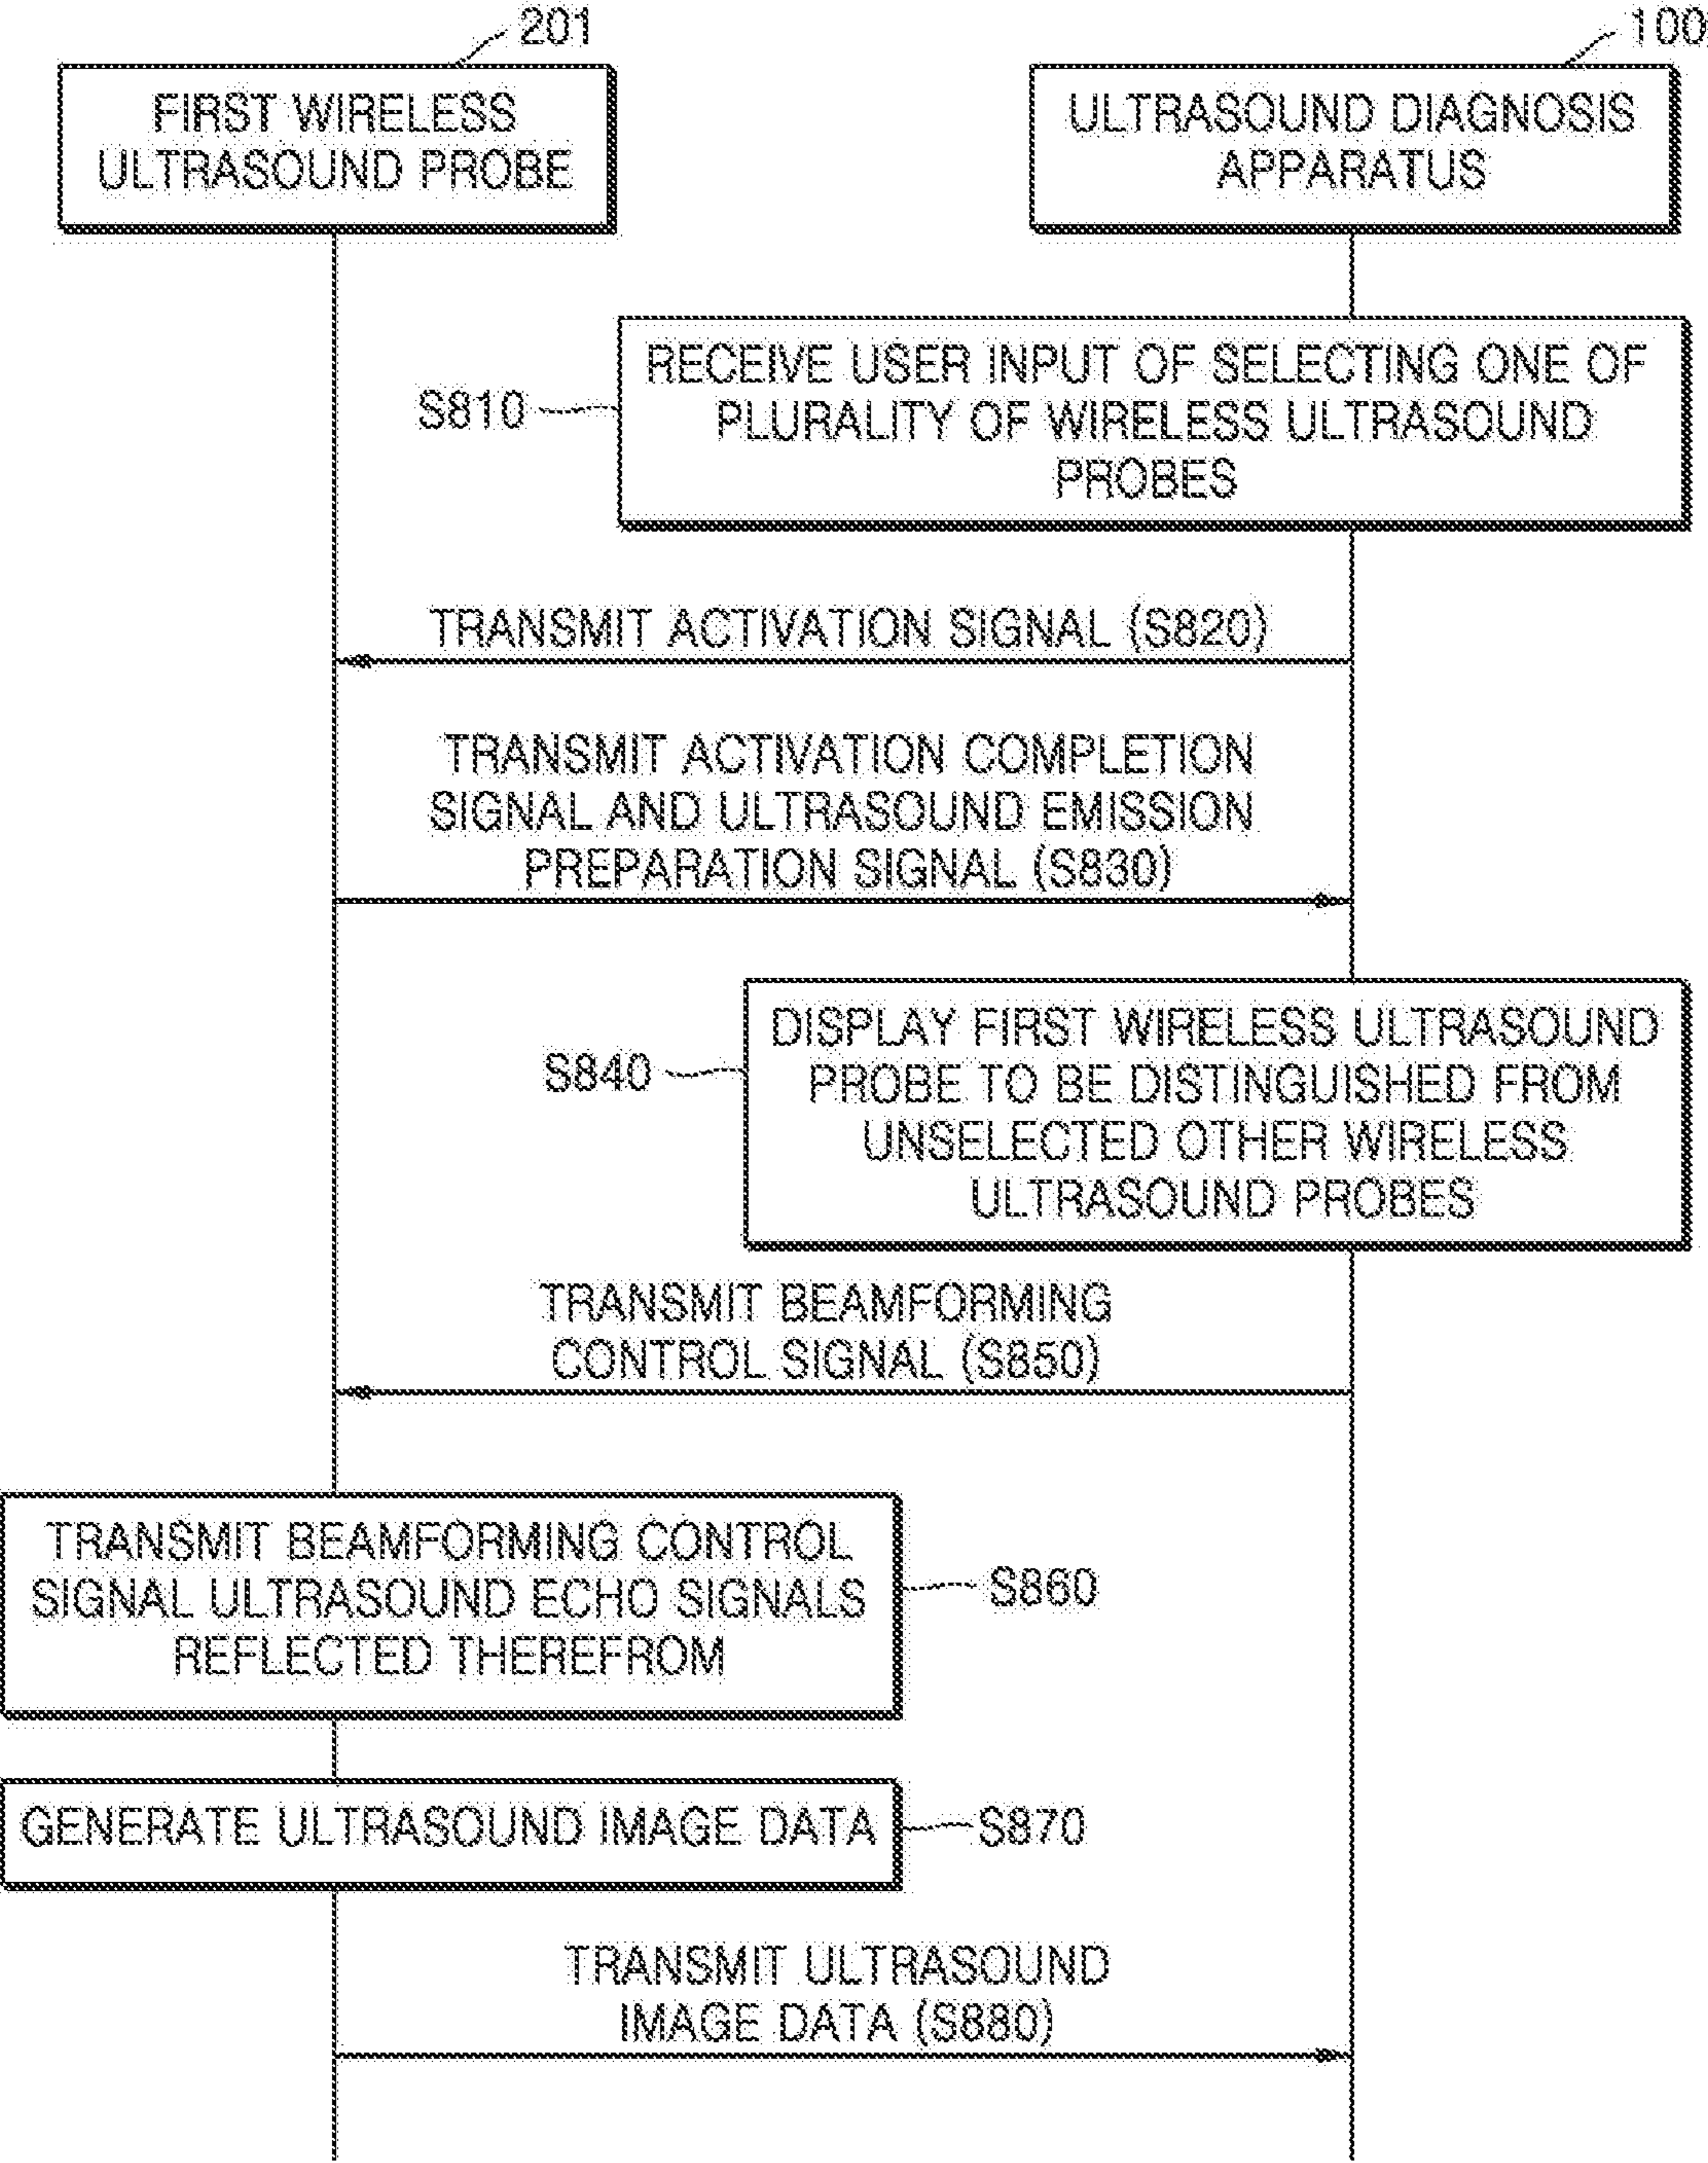 201
100
FIRST WIRELESS
ULTRASOUND PROBE
ULTRASOUND DIAGNOSIS
APPARATUS
S810
RECEIVE USER INPUT OF SELECTING ONE OF
PLURALITY OF WIRELESS ULTRASOUND
PROBES
TRANSMIT ACTIVATION SIGNAL (S820)
TRANSMIT ACTIVATION COMPLETION
SIGNAL AND ULTRASOUND EMISSION
PREPARATION SIGNAL (S830)
S840
DISPLAY FIRST WIRELESS ULTRASOUND
PROBE TO BE DISTINGUISHED FROM
UNSELECTED OTHER WIRELESS
ULTRASOUND PROBES
TRANSMIT BEAMFORMING
CONTROL SIGNAL (S850)
TRANSMIT BEAMFORMING CONTROL
SIGNAL ULTRASOUND ECHO SIGNALS
REFLECTED THEREFROM
S860
GENERATE ULTRASOUND IMAGE DATA
S870
TRANSMIT ULTRASOUND
IMAGE DATA (S880)